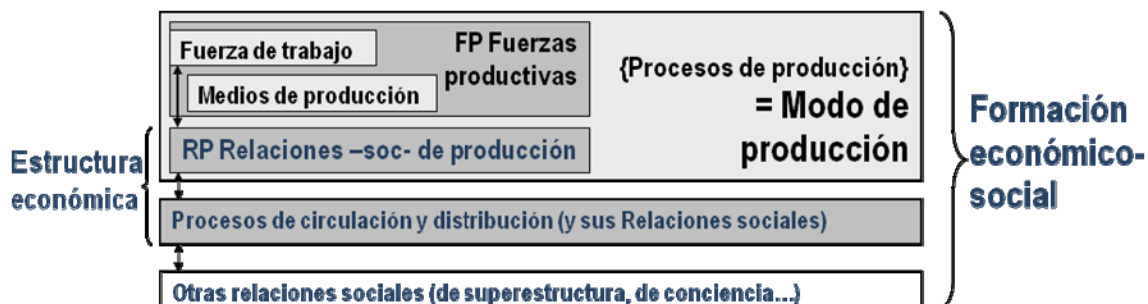 Fuerza de trabajo
Medios de producción
FP Fuerzas
productivas
RP Relaciones –soc- de producción
{Procesos de producción}
= Modo de
producción
Estructura
económica
Procesos de circulación y distribución (y sus Relaciones sociales)
Otras relaciones sociales (de superestructura, de conciencia...)
Formación
económico-
social